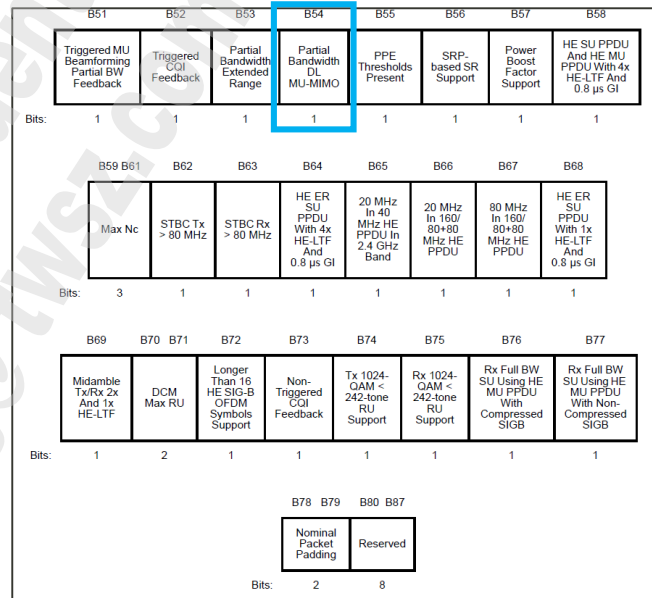 B51 B52 B53 B54 B55 B56 B57 B58
Triggered MU Beamforming Partial BW Feedback
Triggered CQI Feedback
Partial Bandwidth Extended Range
Partial Bandwidth DL MU-MIMO
PPE Thresholds Present
SRP-based SR Support
Power Boost Factor Support
HE SU PPDU And HE MU PPDU With 4x HE-LTF And 0.8 µs GI
Bits: 1 1 1 1 1 1 1 1
B59 B61 B62 B63 B64 B65 B66 B67 B68
Max Nc
STBC Tx > 80 MHz
STBC Rx > 80 MHz
HE ER SU PPDU With 4x HE-LTF And 0.8 µs GI
20 MHz In 40 MHz HE PPDU In 2.4 GHz Band
20 MHz In 160/ 80+80 MHz HE PPDU
80 MHz In 160/ 80+80 MHz HE PPDU
HE ER SU PPDU With 1x HE-LTF And 0.8 µs GI
Bits: 3 1 1 1 1 1 1 1
B69 B70 B71 B72 B73 B74 B75 B76 B77
Midamble Tx/Rx 2x And 1x HE-LTF
DCM Max RU
Longer Than 16 HE SIG-B OFDM Symbols Support
Non-Triggered CQI Feedback
Tx 1024-QAM < 242-tone RU Support
Rx 1024-QAM < 242-tone RU Support
Rx Full BW SU Using HE MU PPDU With Compressed SIGB
Rx Full BW SU Using HE MU PPDU With Non-Compressed SIGB
Bits: 1 2 1 1 1 1 1 1
B78 B79 B80 B87
Nominal Packet Padding
Reserved
Bits: 2 8